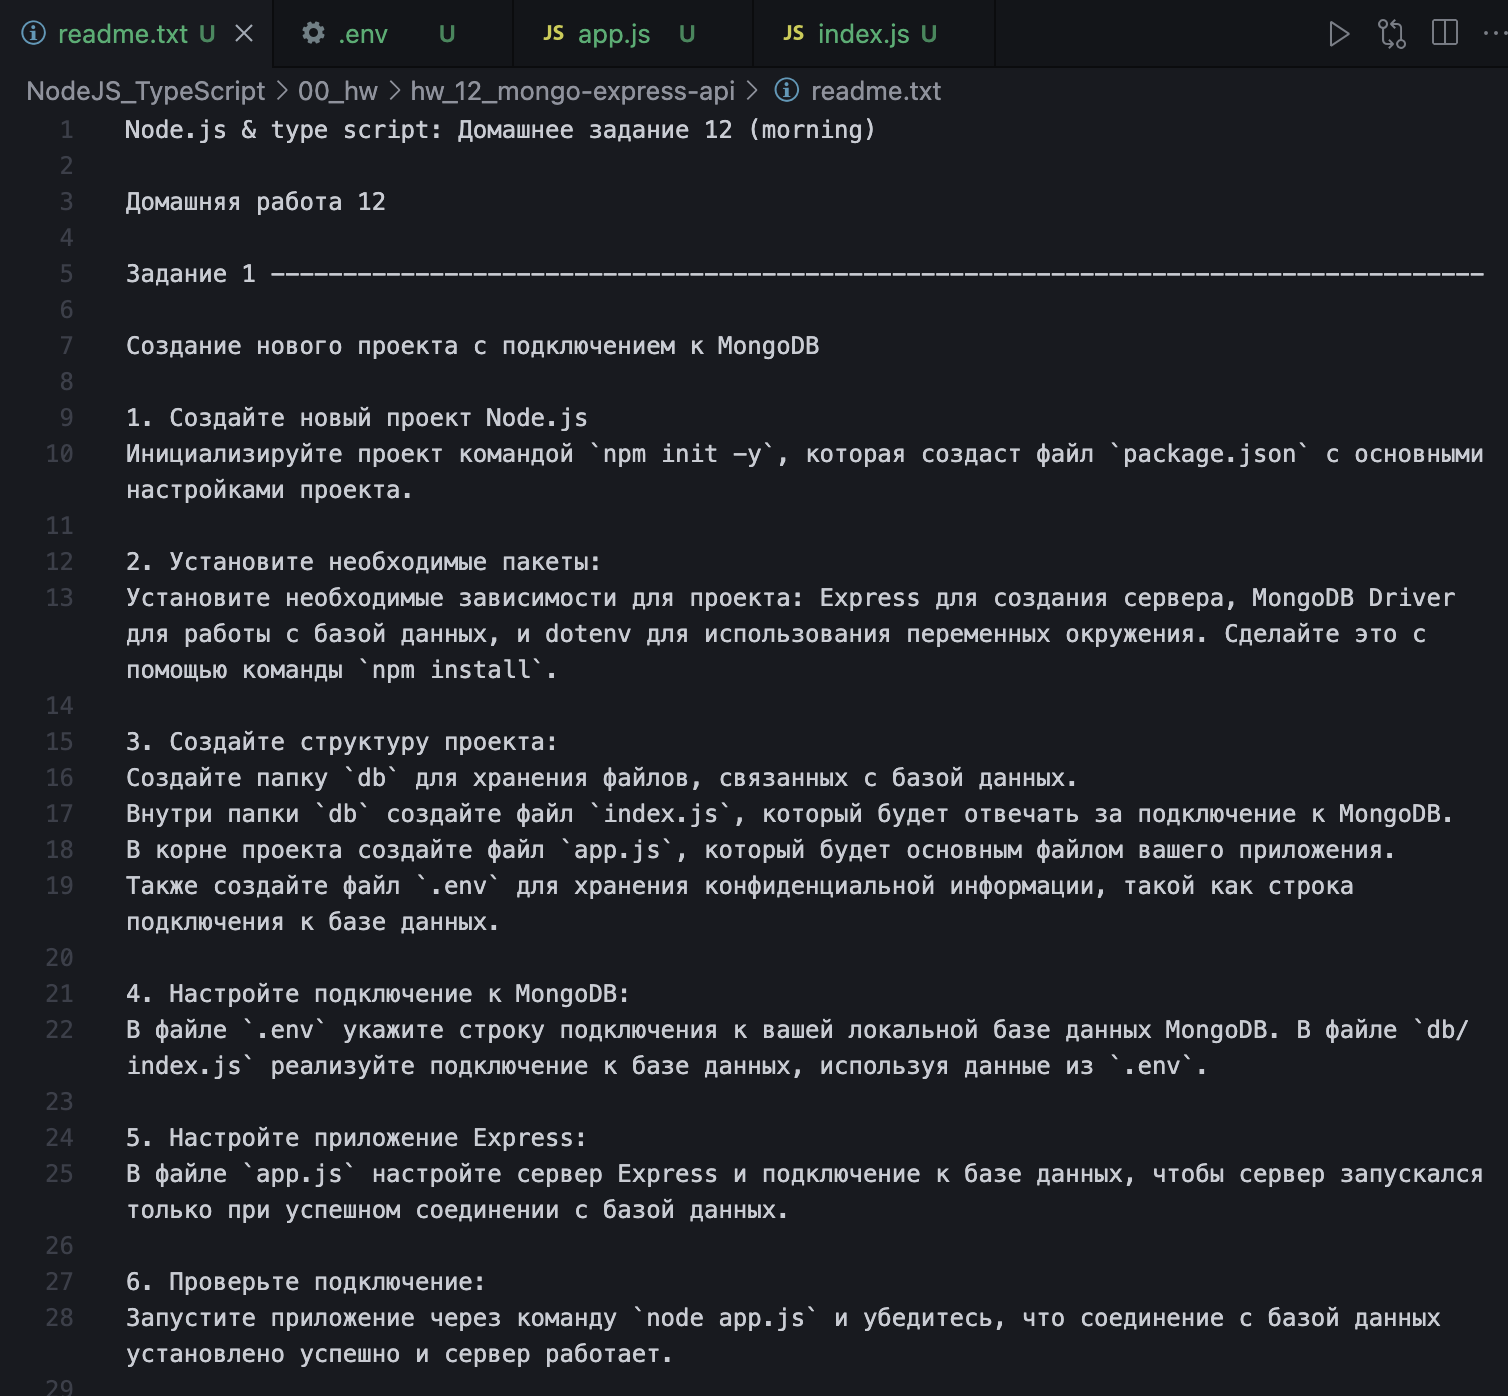 readme.txt U
.env U
JS app.js U
JS index.js U
NodeJS_TypeScript > 00_hw > hw_12_mongo-express-api > readme.txt
1 Node.js & type script: Домашнее задание 12 (morning)
2
3 Домашняя работа 12
4
5 Задание 1 ------------------------------------------------------------------------------------
6
7 Создание нового проекта с подключением к MongoDB
8
9 1. Создайте новый проект Node.js
10 Инициализируйте проект командой `npm init -y`, которая создаст файл `package.json` с основными
настройками проекта.
11
12 2. Установите необходимые пакеты:
13 Установите необходимые зависимости для проекта: Express для создания сервера, MongoDB Driver
для работы с базой данных, и dotenv для использования переменных окружения. Сделайте это с
помощью команды `npm install`.
14
15 3. Создайте структуру проекта:
16 Создайте папку `db` для хранения файлов, связанных с базой данных.
17 Внутри папки `db` создайте файл `index.js`, который будет отвечать за подключение к MongoDB.
18 В корне проекта создайте файл `app.js`, который будет основным файлом вашего приложения.
19 Также создайте файл `.env` для хранения конфиденциальной информации, такой как строка
подключения к базе данных.
20
21 4. Настройте подключение к MongoDB:
22 В файле `.env` укажите строку подключения к вашей локальной базе данных MongoDB. В файле `db/
index.js` реализуйте подключение к базе данных, используя данные из `.env`.
23
24 5. Настройте приложение Express:
25 В файле `app.js` настройте сервер Express и подключение к базе данных, чтобы сервер запускался
только при успешном соединении с базой данных.
26
27 6. Проверьте подключение:
28 Запустите приложение через команду `node app.js` и убедитесь, что соединение с базой данных
установлено успешно и сервер работает.
29